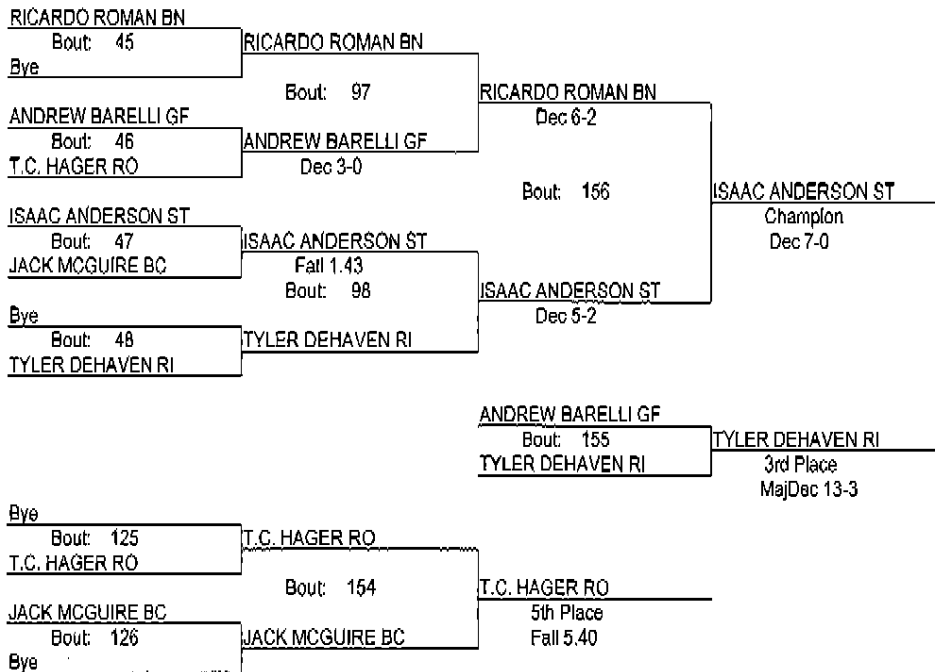 RICARDO ROMAN BN
Bout: 45
Bye
RICARDO ROMAN BN
Bout: 97
ANDREW BARELLI GF
Bout: 46
T.C. HAGER RO
ANDREW BARELLI GF
Dec 3-0
RICARDO ROMAN BN
Dec 6-2
Bout: 156
ISAAC ANDERSON ST
Bout: 47
JACK MCGUIRE BC
ISAAC ANDERSON ST
Fall 1.43
Bout: 98
Bye
Bout: 48
TYLER DEHAVEN RI
TYLER DEHAVEN RI
ISAAC ANDERSON ST
Dec 5-2
ISAAC ANDERSON ST
Champion
Dec 7-0
ANDREW BARELLI GF
Bout: 155
TYLER DEHAVEN RI
TYLER DEHAVEN RI
3rd Place
MajDec 13-3
Bye
Bout: 125
T.C. HAGER RO
T.C. HAGER RO
Bout: 154
JACK MCGUIRE BC
Bout: 126
Bye
JACK MCGUIRE BC
T.C. HAGER RO
5th Place
Fall 5.40